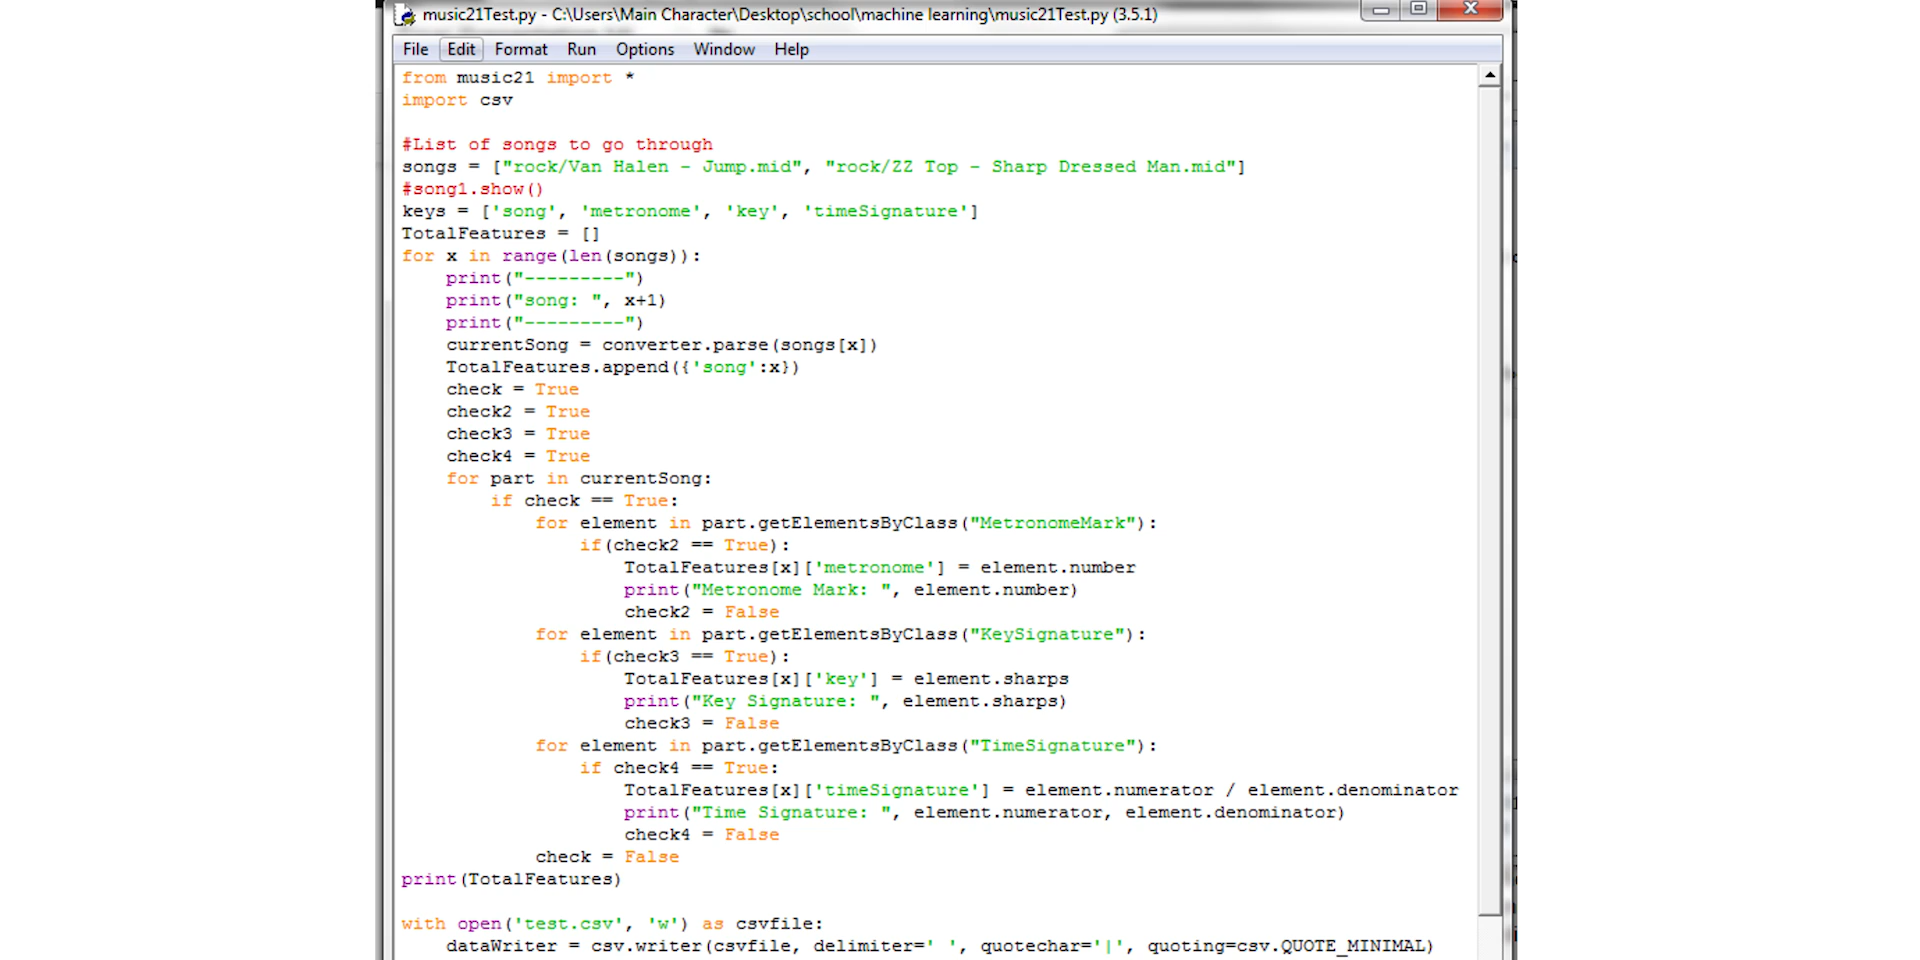 music21Test.py - C:\Users\Main Character\Desktop\school\machine learning\music21Test.py (3.5.1)
File Edit Format Run Options Window Help
from music21 import *
import csv

#List of songs to go through
songs = ["rock/Van Halen - Jump.mid", "rock/ZZ Top - Sharp Dressed Man.mid"]
#song1.show()
keys = ['song', 'metronome', 'key', 'timeSignature']
TotalFeatures = []
for x in range(len(songs)):
    print("---------")
    print("song: ", x+1)
    print("---------")
    currentSong = converter.parse(songs[x])
    TotalFeatures.append({'song':x})
    check = True
    check2 = True
    check3 = True
    check4 = True
    for part in currentSong:
        if check == True:
            for element in part.getElementsByClass("MetronomeMark"):
                if(check2 == True):
                    TotalFeatures[x]['metronome'] = element.number
                    print("Metronome Mark: ", element.number)
                    check2 = False
            for element in part.getElementsByClass("KeySignature"):
                if(check3 == True):
                    TotalFeatures[x]['key'] = element.sharps
                    print("Key Signature: ", element.sharps)
                    check3 = False
            for element in part.getElementsByClass("TimeSignature"):
                if check4 == True:
                    TotalFeatures[x]['timeSignature'] = element.numerator / element.denominator
                    print("Time Signature: ", element.numerator, element.denominator)
                    check4 = False
            check = False
print(TotalFeatures)

with open('test.csv', 'w') as csvfile:
    dataWriter = csv.writer(csvfile, delimiter=' ', quotechar='|', quoting=csv.QUOTE_MINIMAL)